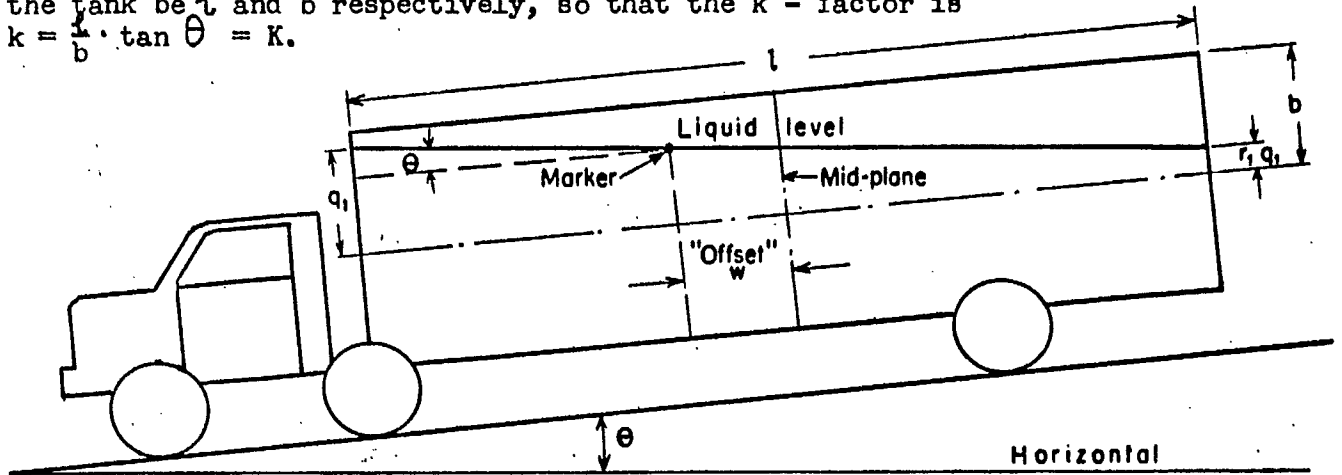 the tank be l and b respectively, so that the k - factor is
k = l/b · tan θ = K.
l
b
Liquid level
θ
Marker
Mid-plane
q₁
r₁ q₁
"Offset"
w
θ
Horizontal